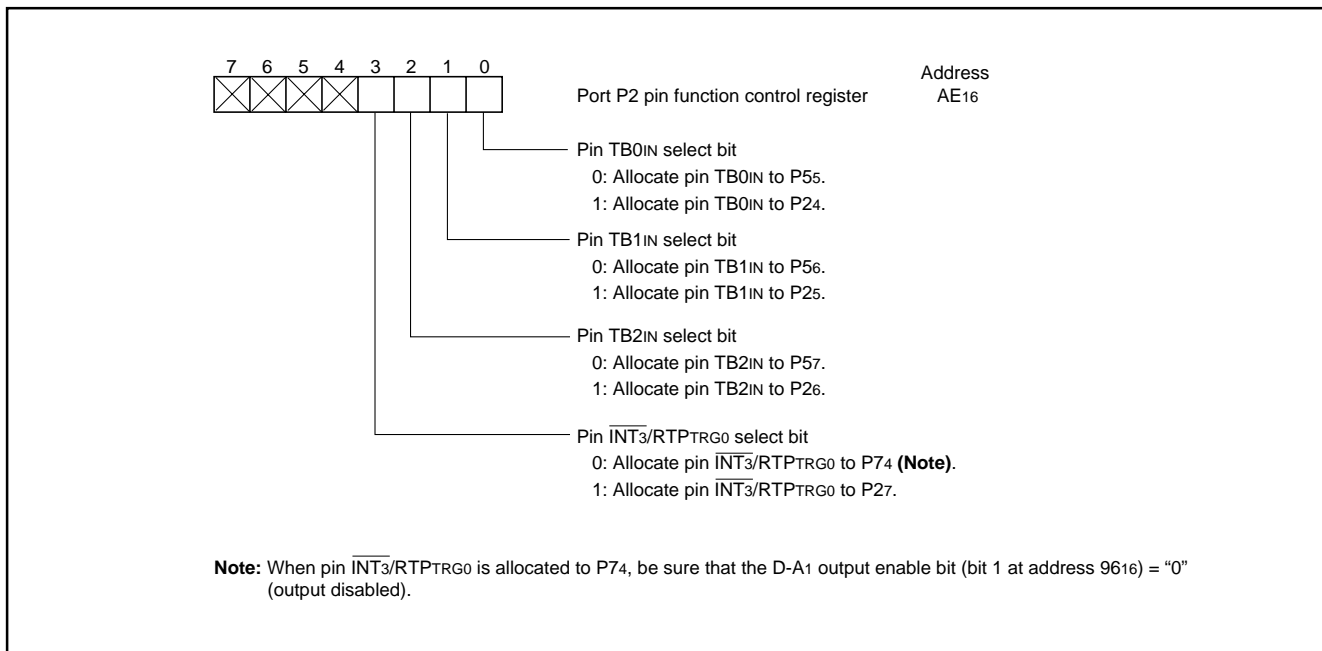 7 6 5 4 3 2 1 0
Address
Port P2 pin function control register AE16
Pin TB0IN select bit
0: Allocate pin TB0IN to P55.
1: Allocate pin TB0IN to P24.
Pin TB1IN select bit
0: Allocate pin TB1IN to P56.
1: Allocate pin TB1IN to P25.
Pin TB2IN select bit
0: Allocate pin TB2IN to P57.
1: Allocate pin TB2IN to P26.
Pin INT3/RTPTRG0 select bit
0: Allocate pin INT3/RTPTRG0 to P74 (Note).
1: Allocate pin INT3/RTPTRG0 to P27.
Note: When pin INT3/RTPTRG0 is allocated to P74, be sure that the D-A1 output enable bit (bit 1 at address 9616) = “0”
(output disabled).